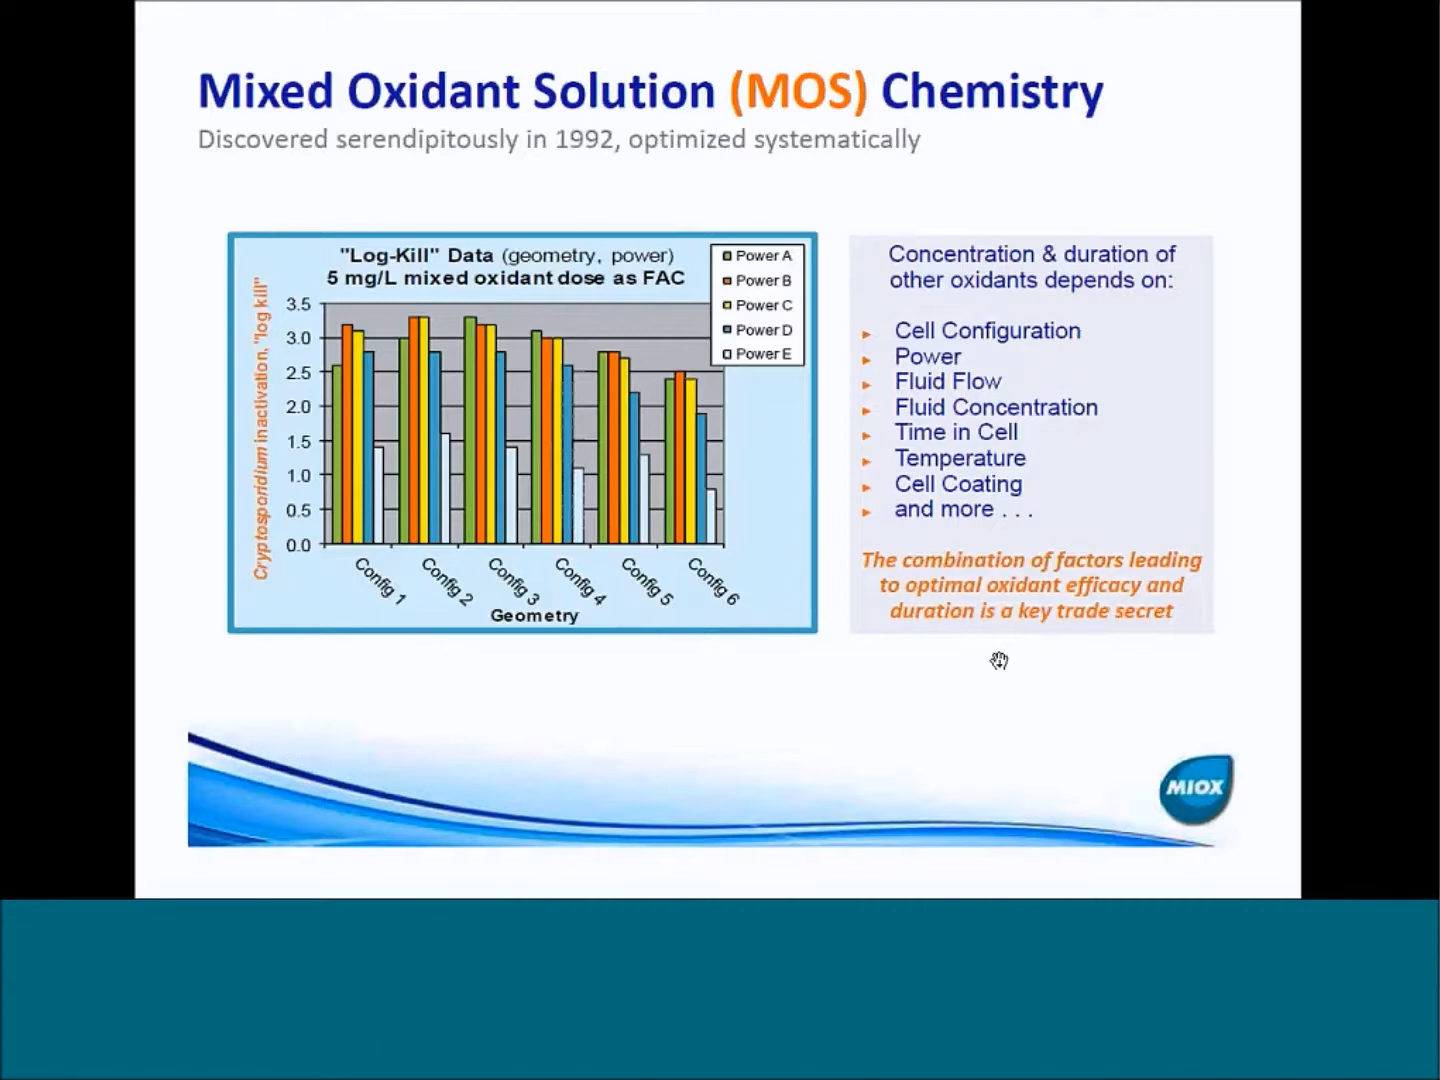 Mixed Oxidant Solution (MOS) Chemistry
Discovered serendipitously in 1992, optimized systematically
"Log-Kill" Data (geometry, power)
5 mg/L mixed oxidant dose as FAC
Power A
Power B
Power C
Power D
Power E
Cryptosporidium inactivation, "log kill"
3.5
3.0
2.5
2.0
1.5
1.0
0.5
0.0
Config 1
Config 2
Config 3
Config 4
Config 5
Config 6
Geometry
Concentration & duration of
other oxidants depends on:
Cell Configuration
Power
Fluid Flow
Fluid Concentration
Time in Cell
Temperature
Cell Coating
and more . . .
The combination of factors leading
to optimal oxidant efficacy and
duration is a key trade secret
MIOX